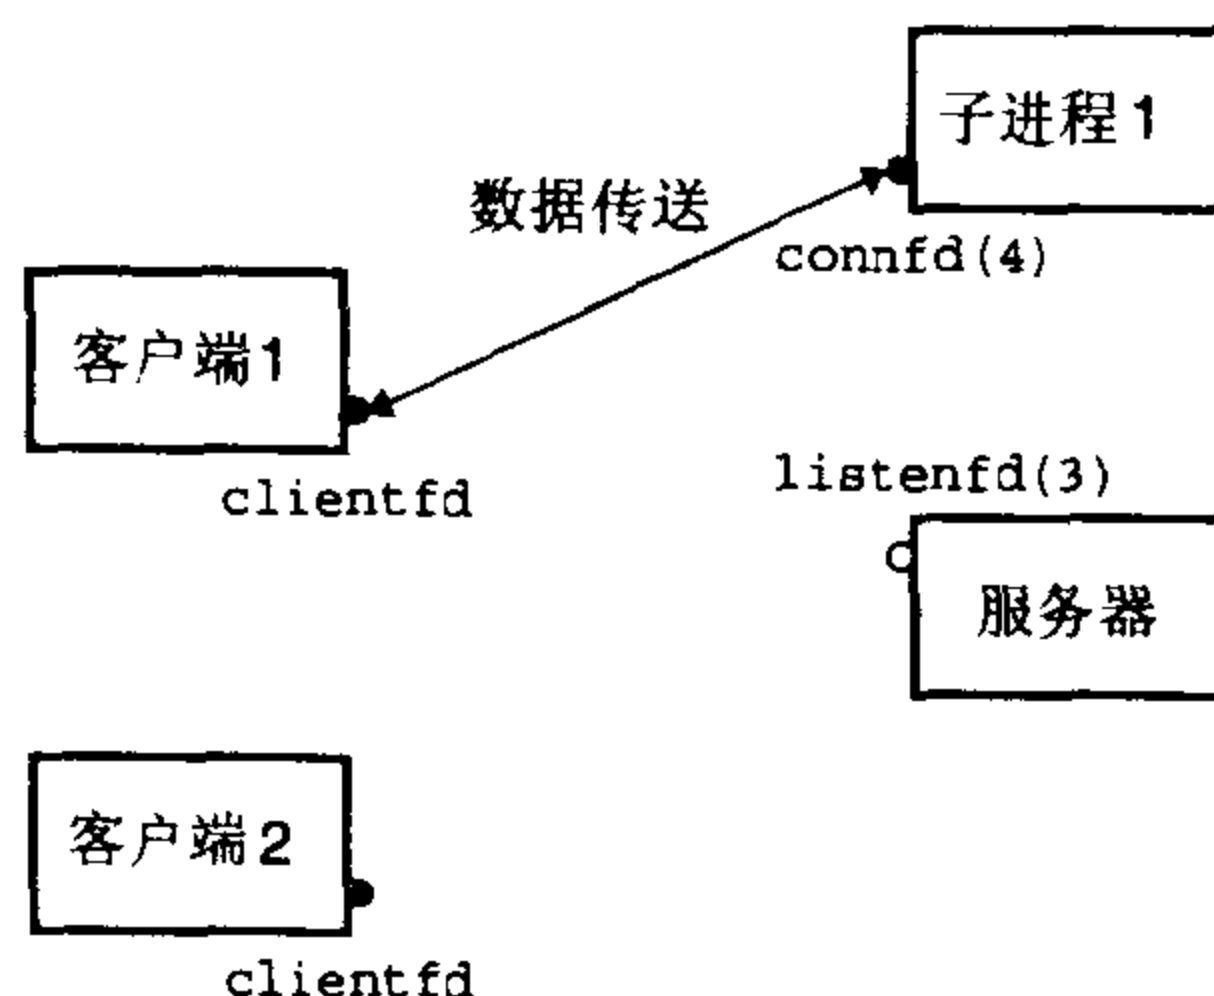 子进程1
数据传送
connfd(4)
客户端1
clientfd
listenfd(3)
服务器
客户端2
clientfd